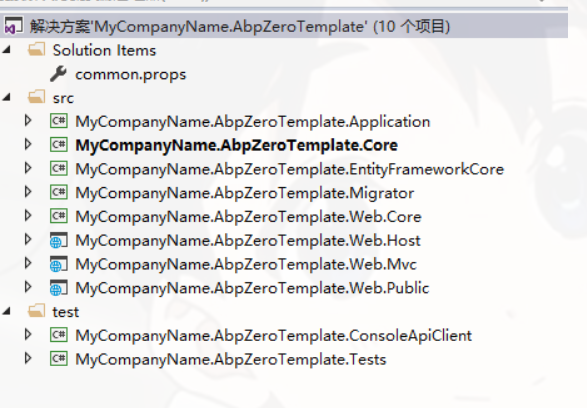 解决方案'MyCompanyName.AbpZeroTemplate' (10 个项目)
Solution Items
common.props
src
MyCompanyName.AbpZeroTemplate.Application
MyCompanyName.AbpZeroTemplate.Core
MyCompanyName.AbpZeroTemplate.EntityFrameworkCore
MyCompanyName.AbpZeroTemplate.Migrator
MyCompanyName.AbpZeroTemplate.Web.Core
MyCompanyName.AbpZeroTemplate.Web.Host
MyCompanyName.AbpZeroTemplate.Web.Mvc
MyCompanyName.AbpZeroTemplate.Web.Public
test
MyCompanyName.AbpZeroTemplate.ConsoleApiClient
MyCompanyName.AbpZeroTemplate.Tests